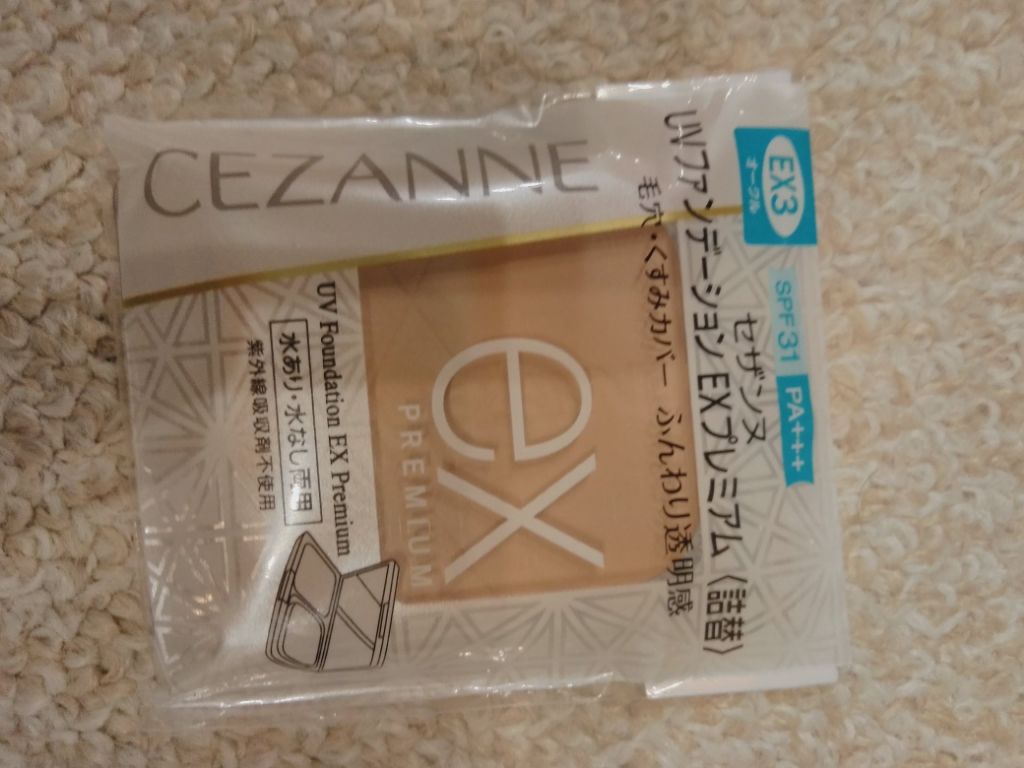 CEZANNE
EX3
オークル
SPF 31 PA+++
セザンヌ
UVファンデーションEXプレミアム〈詰替〉
毛穴・くすみカバー ふんわり透明感
ex
PREMIUM
UV Foundation EX Premium
水あり・水なし両用
紫外線吸収剤不使用